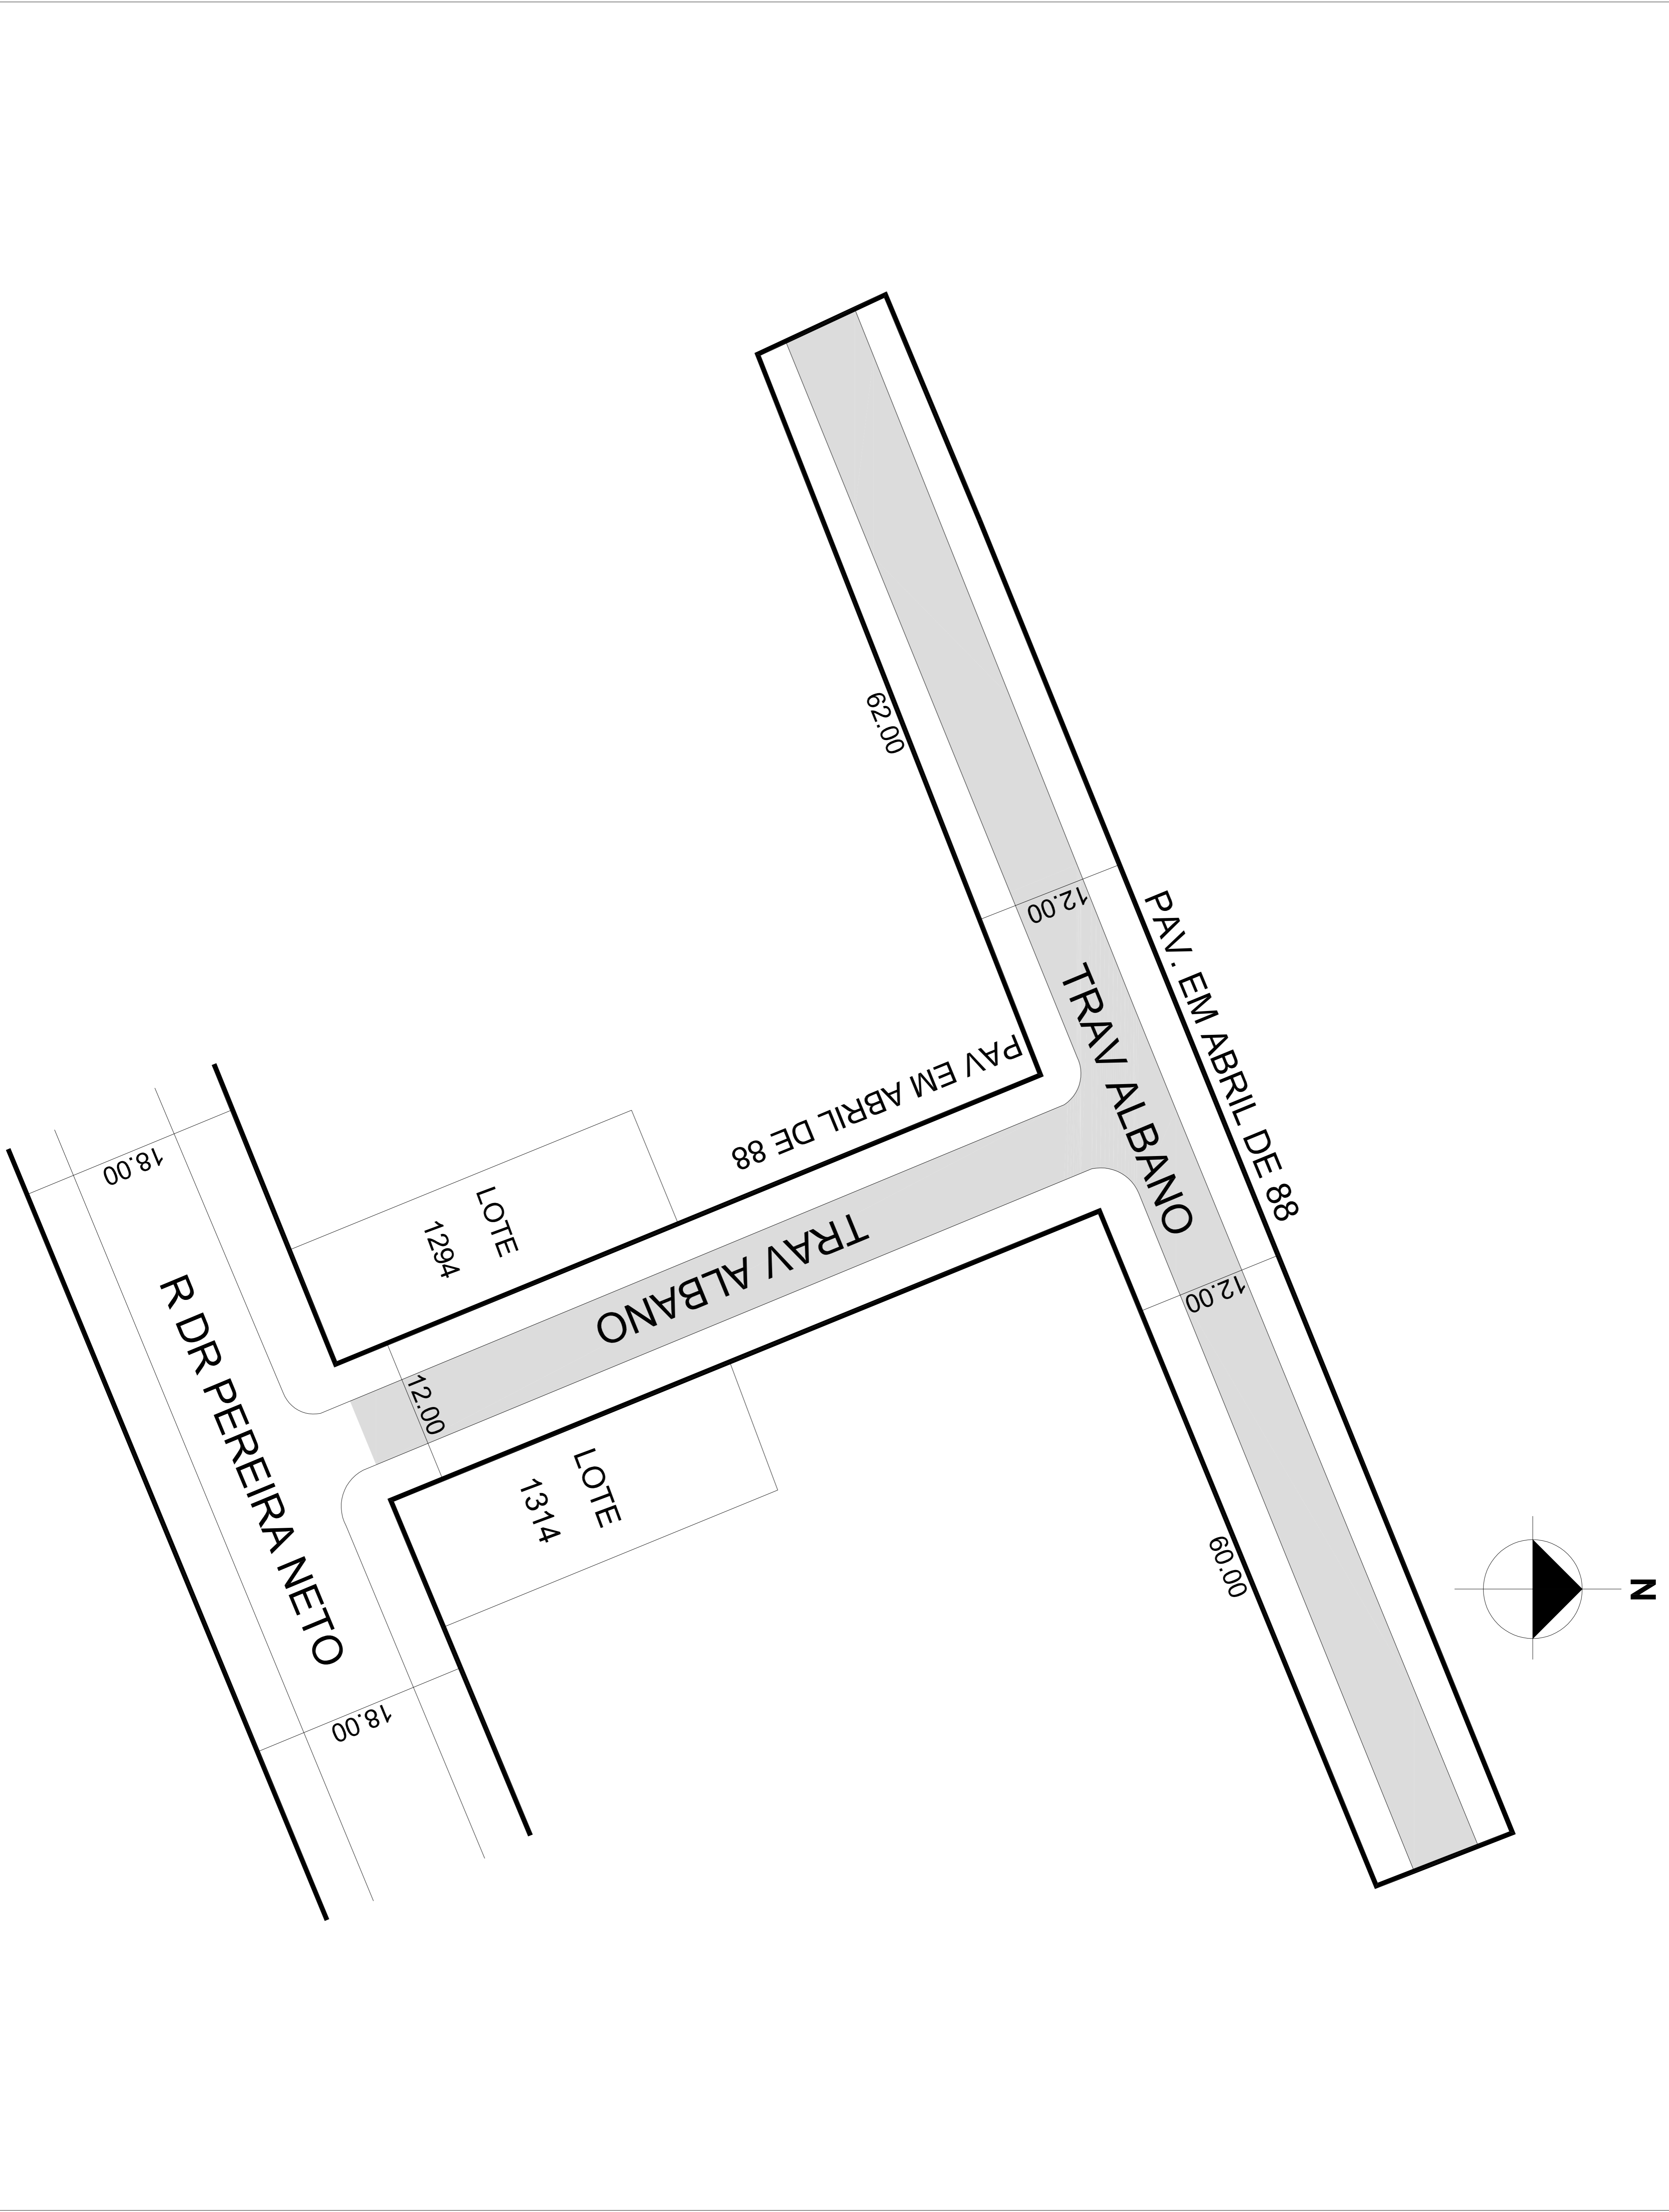 62.00
12.00
PAV. EM ABRIL DE 88
TRAV ALBANO
PAV EM ABRIL DE 88
18.00
LOTE
1294
TRAV ALBANO
12.00
R DR PEREIRA NETO
12.00
LOTE
1314
60.00
N
18.00